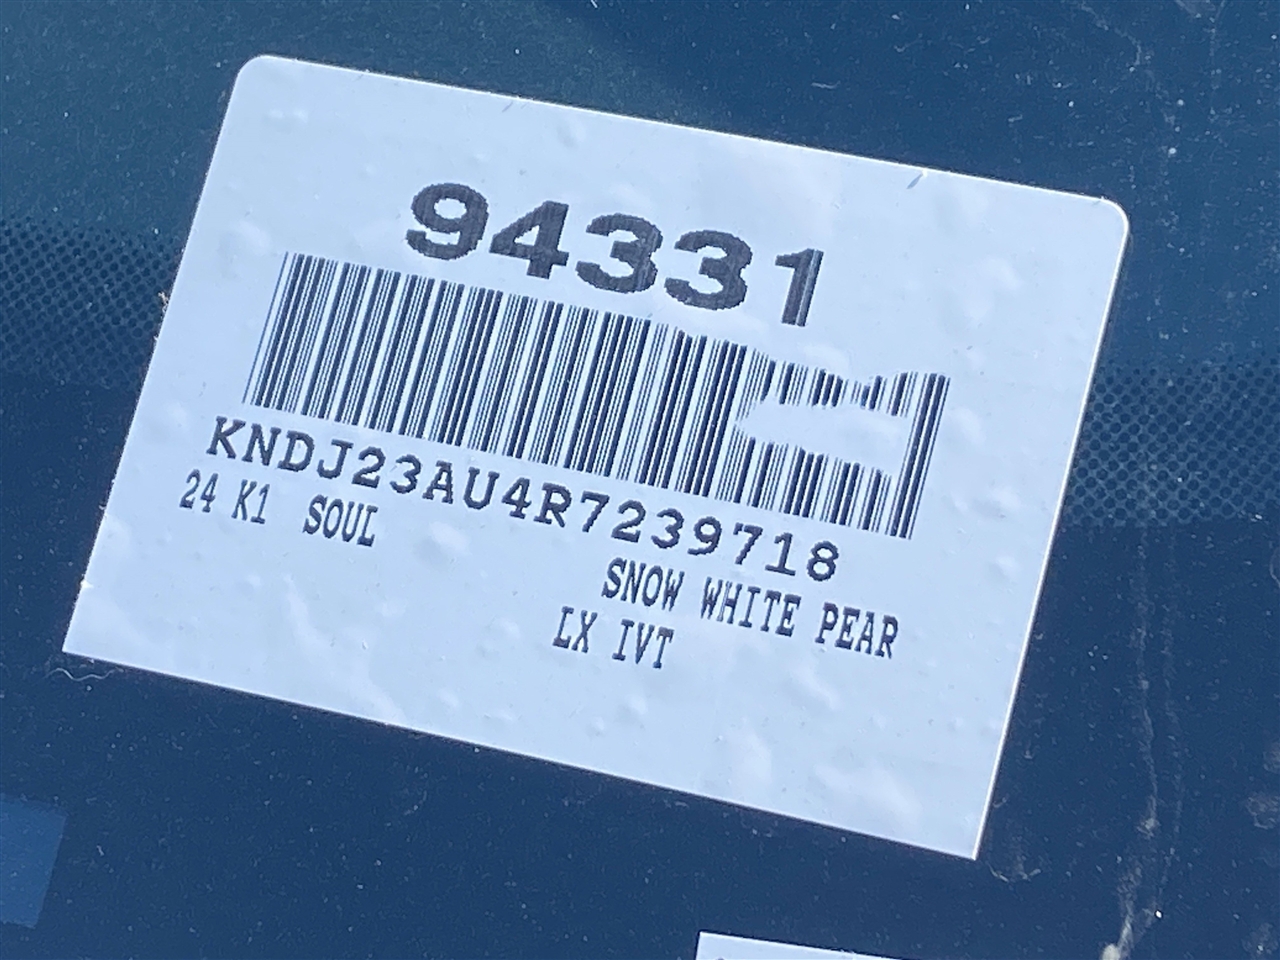 94331
KNDJ23AU4R7239718
24 K1 SOUL
SNOW WHITE PEAR
LX IVT